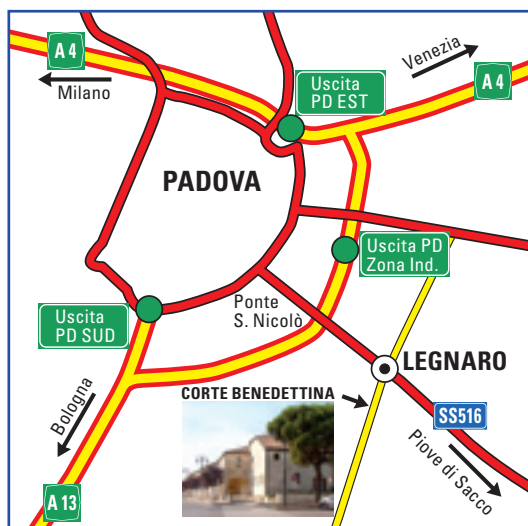 A 4
Milano
Uscita
PD EST
Venezia
A 4
PADOVA
Uscita PD
Zona Ind.
Ponte
S. Nicolò
Uscita
PD SUD
LEGNARO
CORTE BENEDETTINA
Bologna
SS516
Piove di Sacco
A 13